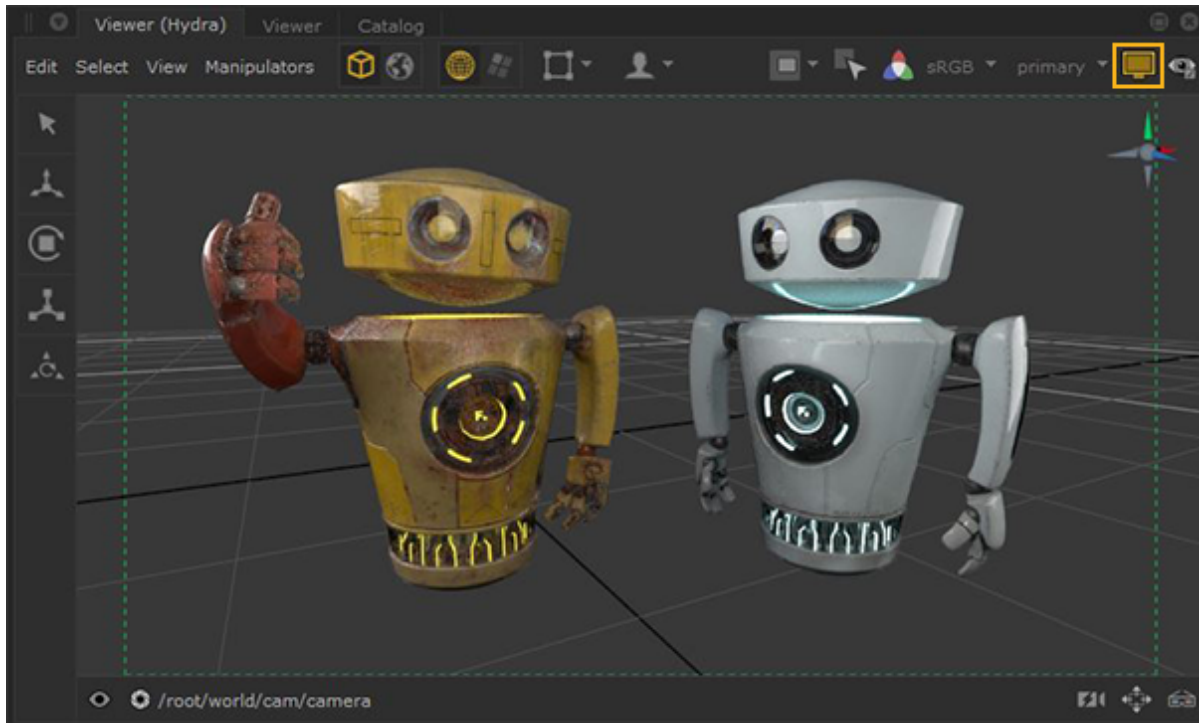 Viewer (Hydra) Viewer Catalog
Edit Select View Manipulators sRGB primary
/root/world/cam/camera